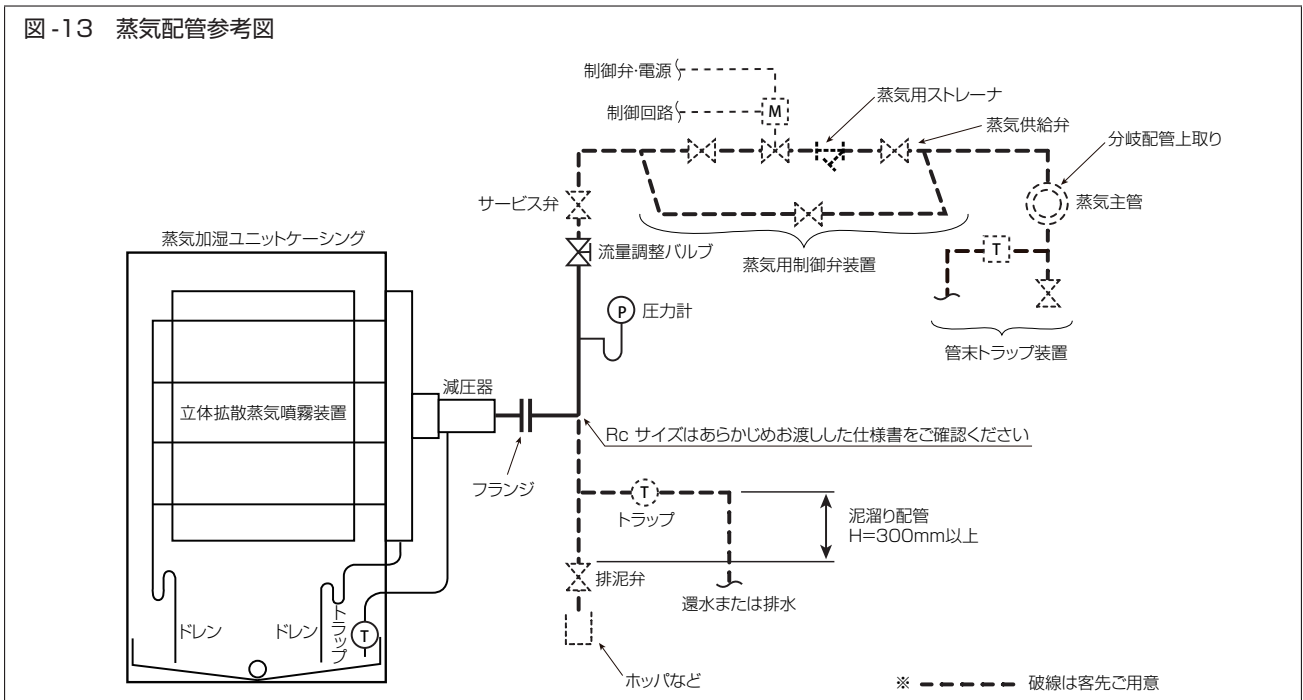 図-13 蒸気配管参考図
制御弁・電源
制御回路
M
蒸気用ストレーナ
蒸気供給弁
分岐配管上取り
蒸気主管
サービス弁
蒸気加湿ユニットケーシング
流量調整バルブ
蒸気用制御弁装置
T
P
圧力計
管末トラップ装置
減圧器
立体拡散蒸気噴霧装置
Rc サイズはあらかじめお渡しした仕様書をご確認ください
フランジ
T
トラップ
泥溜り配管
H=300mm以上
排泥弁
還水または排水
ドレン
ドレン
トラップ
T
ホッパなど
※ 破線は客先ご用意